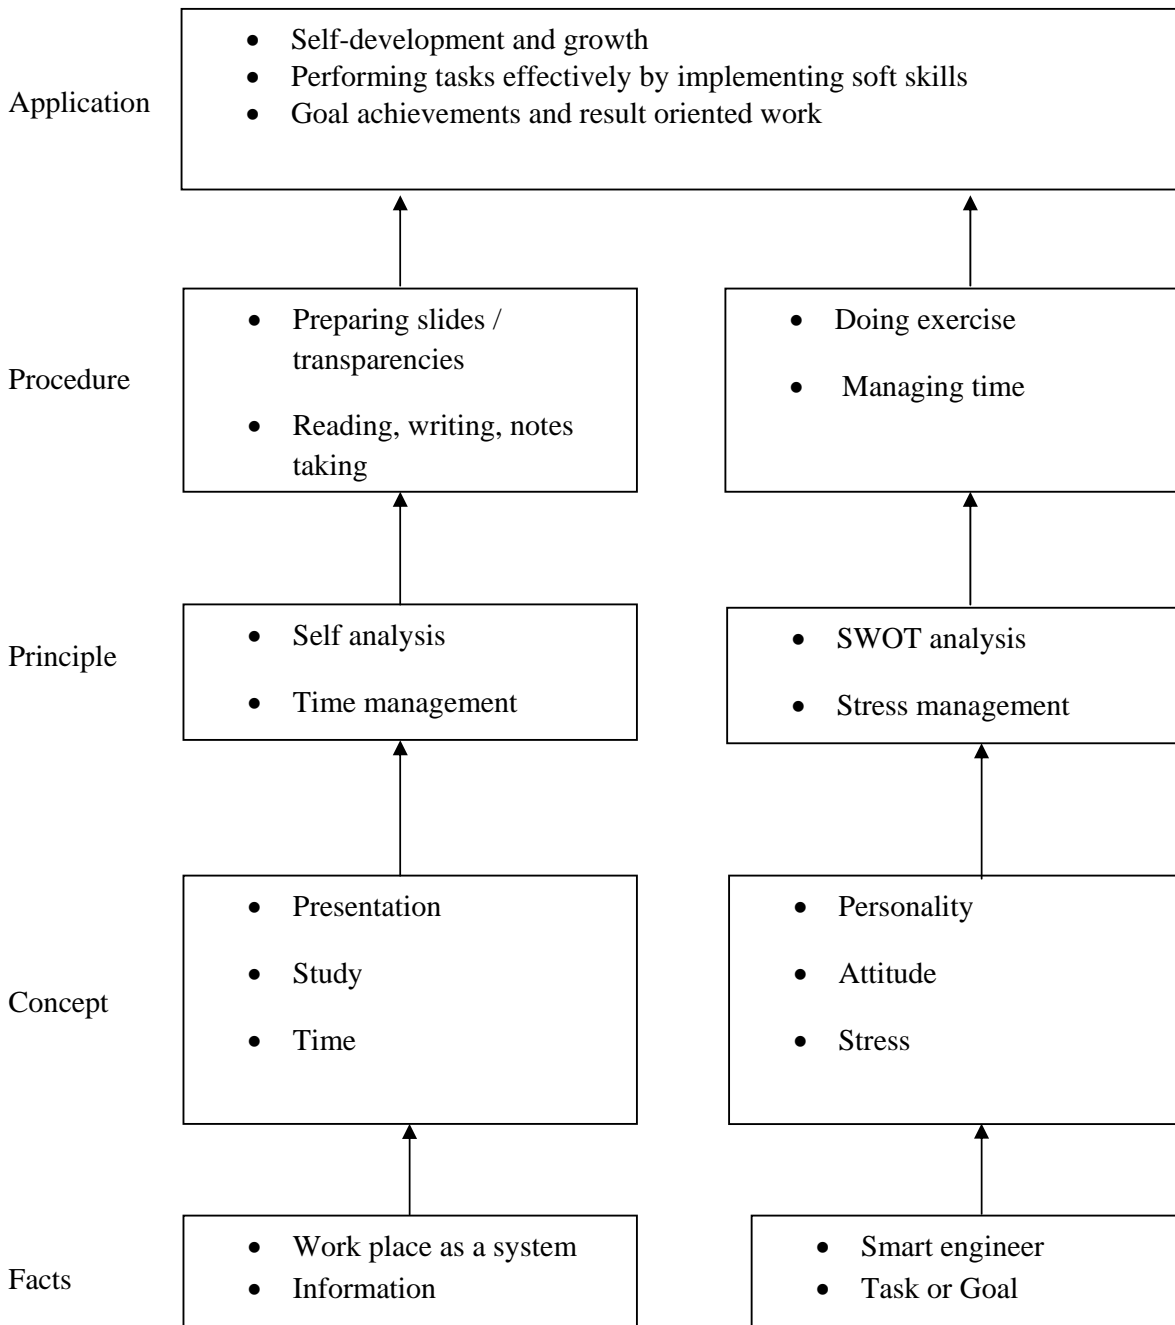 Application
• Self-development and growth
• Performing tasks effectively by implementing soft skills
• Goal achievements and result oriented work
Procedure
• Preparing slides /
transparencies
• Reading, writing, notes
taking
• Doing exercise
• Managing time
Principle
• Self analysis
• Time management
• SWOT analysis
• Stress management
Concept
• Presentation
• Study
• Time
• Personality
• Attitude
• Stress
Facts
• Work place as a system
• Information
• Smart engineer
• Task or Goal